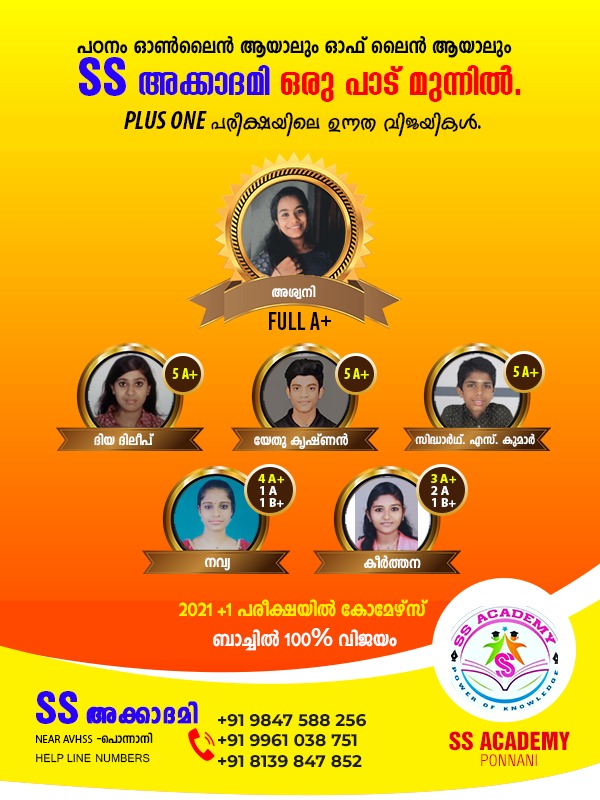 പഠനം ഓൺലൈൻ ആയാലും ഓഫ് ലൈൻ ആയാലും
SS അക്കാദമി ഒരു പാട് മുന്നിൽ.
PLUS ONE പരീക്ഷയിലെ ഉന്നത വിജയികൾ.
അശ്വനി
FULL A+
5 A+
ദിയ ദിലീപ്
5 A+
യേതു കൃഷ്ണൻ
5 A+
സിദ്ധാർഥ്. എസ്. കുമാർ
4 A+
1 A
1 B+
നവ്യ
3 A+
2 A
1 B+
കീർത്തന
2021 +1 പരീക്ഷയിൽ കോമേഴ്സ്
ബാച്ചിൽ 100% വിജയം
SS ACADEMY
SS
POWER OF KNOWLEDGE
SS ACADEMY
PONNANI
SS അക്കാദമി
NEAR AVHSS -പൊന്നാനി
HELP LINE NUMBERS
+91 9847 588 256
+91 9961 038 751
+91 8139 847 852